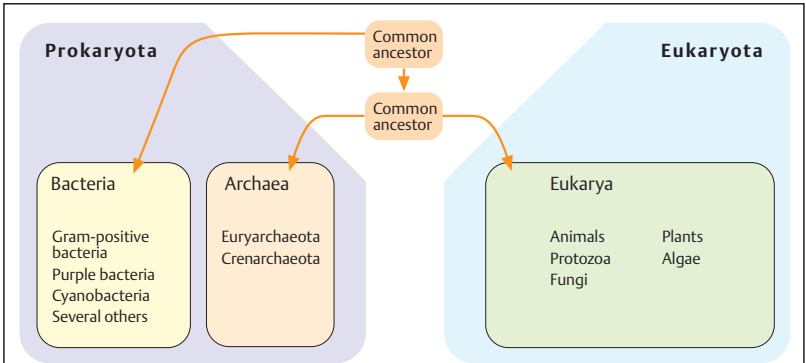 Prokaryota
Common
ancestor
Eukaryota
Common
ancestor
Bacteria
Gram-positive
bacteria
Purple bacteria
Cyanobacteria
Several others
Archaea
Euryarchaeota
Crenarchaeota
Eukarya
Animals
Protozoa
Fungi
Plants
Algae